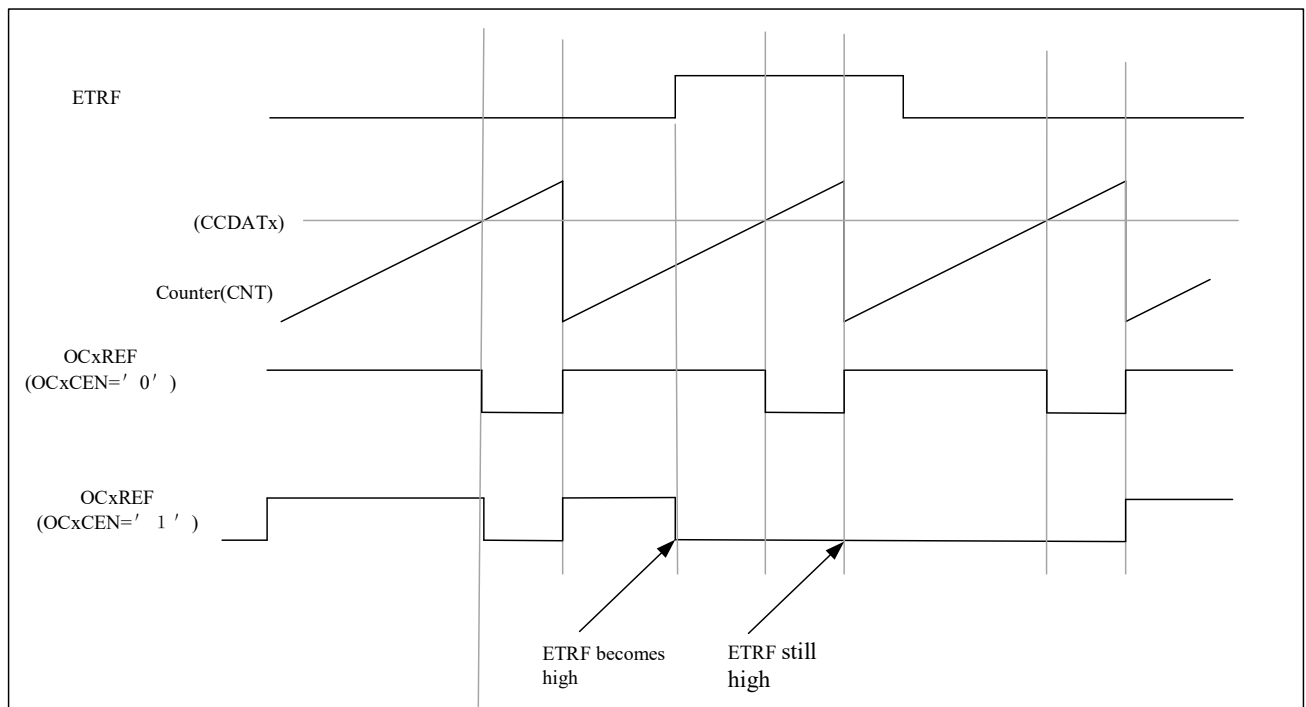 ETRF
(CCDATx)
Counter(CNT)
OCxREF
(OCxCEN=′ 0′ )
OCxREF
(OCxCEN=′ 1 ′ )
ETRF becomes
high
ETRF still
high